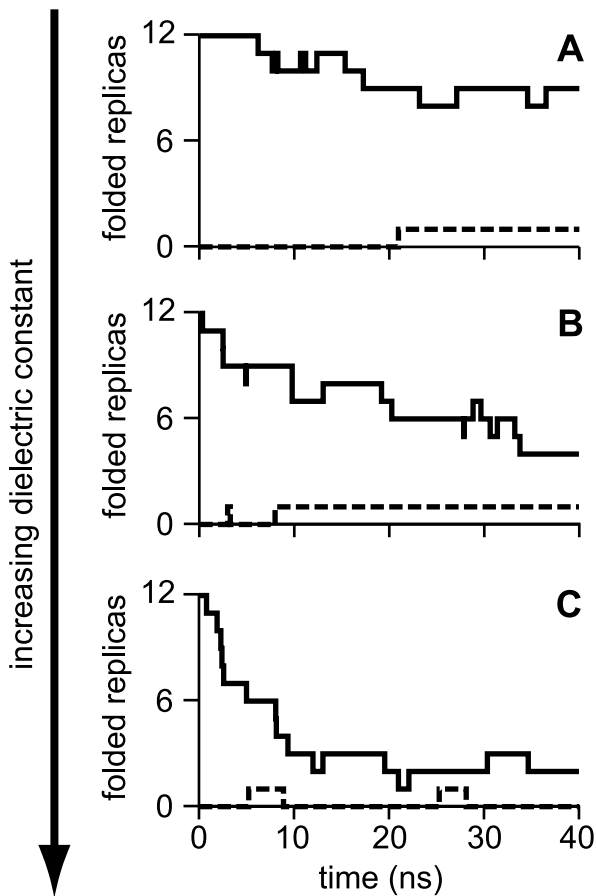 increasing dielectric constant
A
folded replicas
12
6
0
B
folded replicas
12
6
0
C
folded replicas
12
6
0
0 10 20 30 40
time (ns)